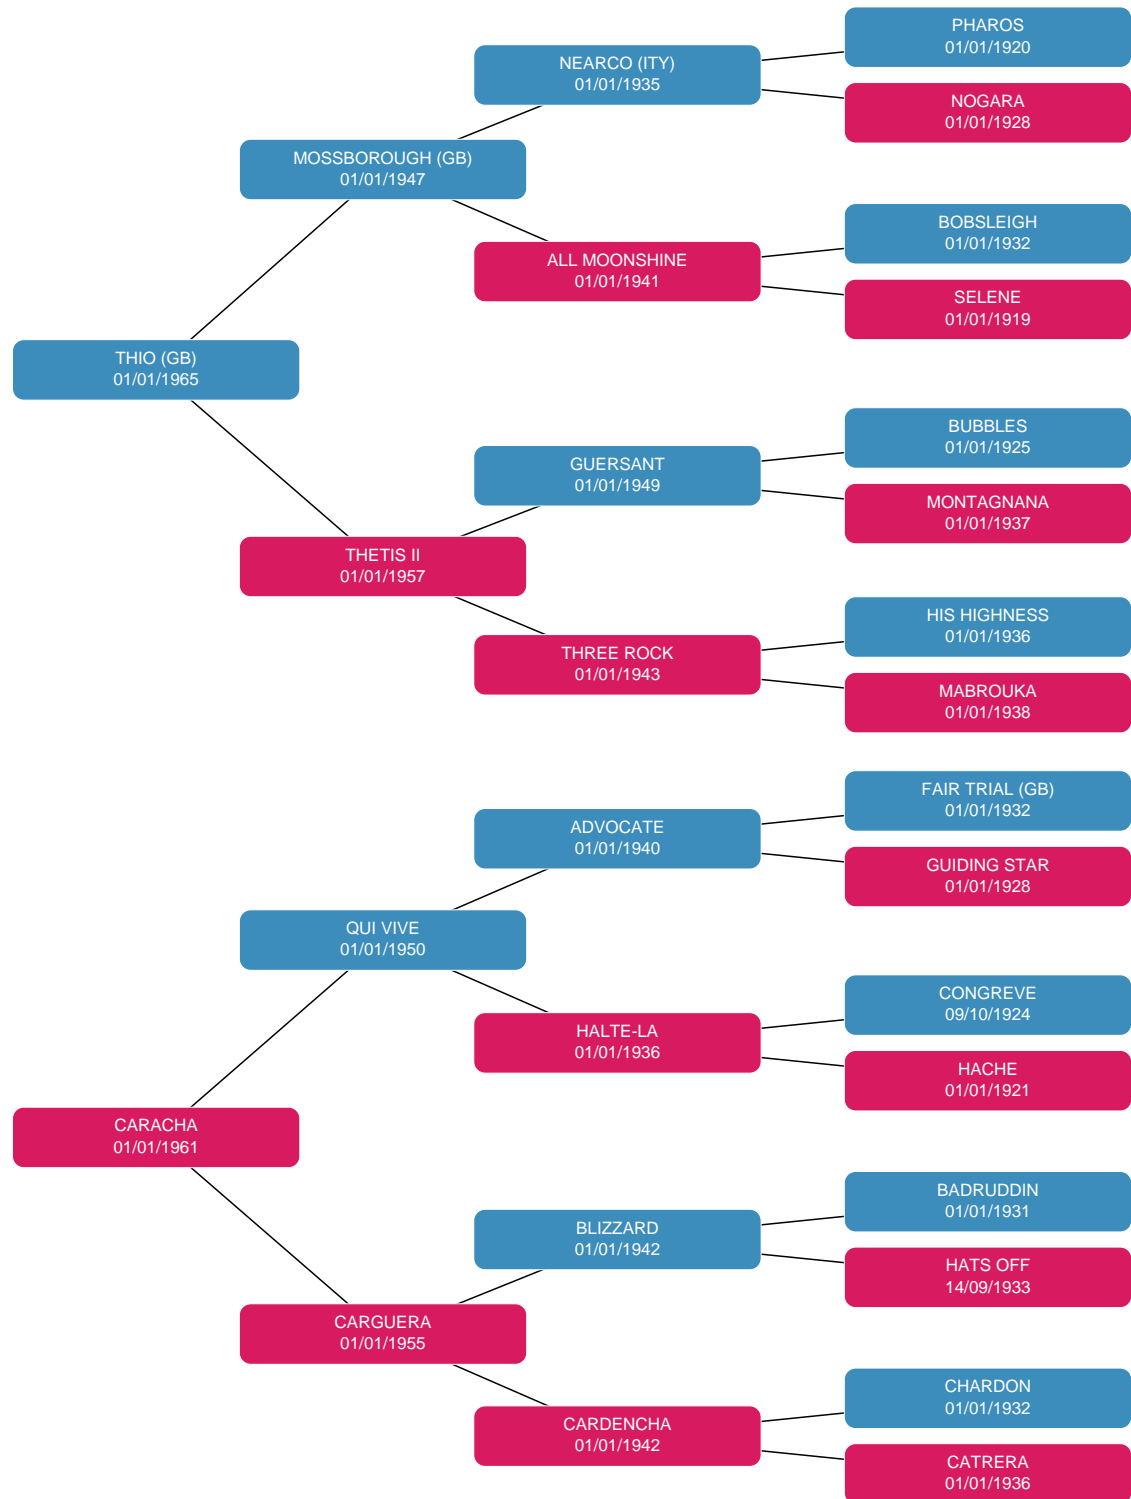 PHAROS
01/01/1920
NEARCO (ITY)
01/01/1935
NOGARA
01/01/1928
MOSSBOROUGH (GB)
01/01/1947
BOBSLEIGH
01/01/1932
ALL MOONSHINE
01/01/1941
SELENE
01/01/1919
THIO (GB)
01/01/1965
BUBBLES
01/01/1925
GUERSANT
01/01/1949
MONTAGNANA
01/01/1937
THETIS II
01/01/1957
HIS HIGHNESS
01/01/1936
THREE ROCK
01/01/1943
MABROUKA
01/01/1938
FAIR TRIAL (GB)
01/01/1932
ADVOCATE
01/01/1940
GUIDING STAR
01/01/1928
QUI VIVE
01/01/1950
CONGREVE
09/10/1924
HALTE-LA
01/01/1936
HACHE
01/01/1921
CARACHA
01/01/1961
BADRUDDIN
01/01/1931
BLIZZARD
01/01/1942
HATS OFF
14/09/1933
CARGUERA
01/01/1955
CHARDON
01/01/1932
CARDENCHA
01/01/1942
CATRERA
01/01/1936